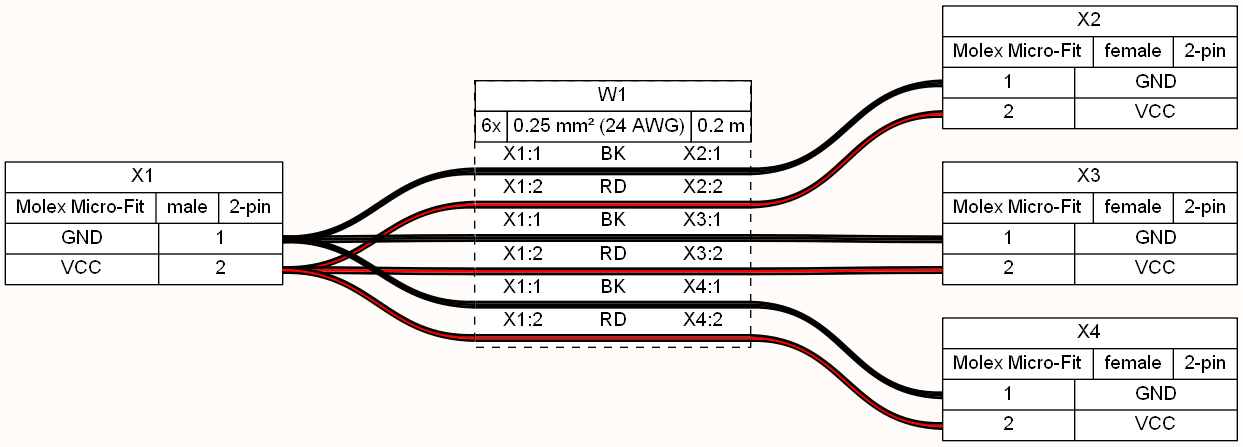 X1
Molex Micro-Fit male 2-pin
GND 1
VCC 2
W1
6x 0.25 mm² (24 AWG) 0.2 m
X1:1 BK X2:1
X1:2 RD X2:2
X1:1 BK X3:1
X1:2 RD X3:2
X1:1 BK X4:1
X1:2 RD X4:2
X2
Molex Micro-Fit female 2-pin
1 GND
2 VCC
X3
Molex Micro-Fit female 2-pin
1 GND
2 VCC
X4
Molex Micro-Fit female 2-pin
1 GND
2 VCC